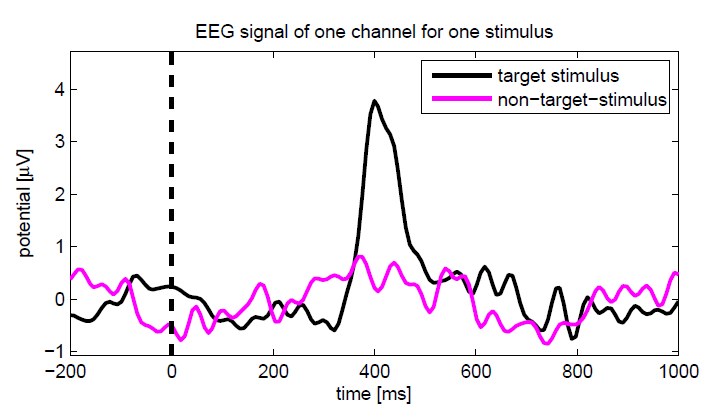 EEG signal of one channel for one stimulus
target stimulus
non−target−stimulus
potential [µV]
4
3
2
1
0
−1
−200
0
200
400
600
800
1000
time [ms]